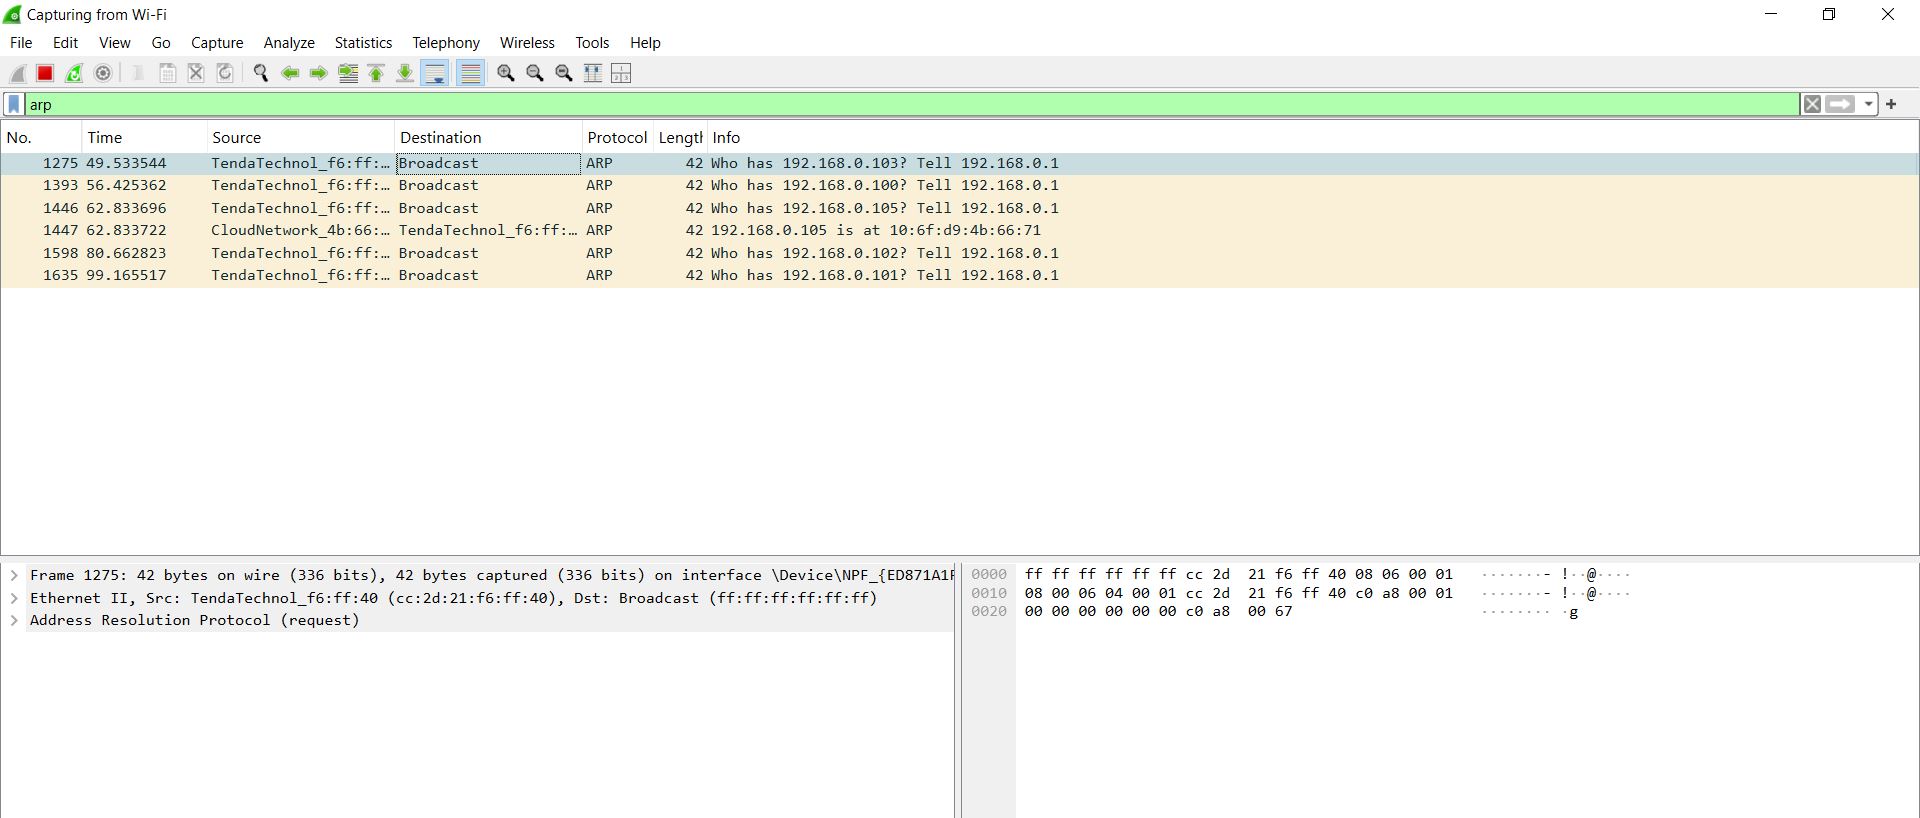 Capturing from Wi-Fi
File Edit View Go Capture Analyze Statistics Telephony Wireless Tools Help
arp
No. Time Source Destination Protocol Lengtl Info
1275 49.533544 TendaTechnol_f6:ff:… Broadcast ARP 42 Who has 192.168.0.103? Tell 192.168.0.1
1393 56.425362 TendaTechnol_f6:ff:… Broadcast ARP 42 Who has 192.168.0.100? Tell 192.168.0.1
1446 62.833696 TendaTechnol_f6:ff:… Broadcast ARP 42 Who has 192.168.0.105? Tell 192.168.0.1
1447 62.833722 CloudNetwork_4b:66:… TendaTechnol_f6:ff:… ARP 42 192.168.0.105 is at 10:6f:d9:4b:66:71
1598 80.662823 TendaTechnol_f6:ff:… Broadcast ARP 42 Who has 192.168.0.102? Tell 192.168.0.1
1635 99.165517 TendaTechnol_f6:ff:… Broadcast ARP 42 Who has 192.168.0.101? Tell 192.168.0.1
Frame 1275: 42 bytes on wire (336 bits), 42 bytes captured (336 bits) on interface \Device\NPF_{ED871A1F
Ethernet II, Src: TendaTechnol_f6:ff:40 (cc:2d:21:f6:ff:40), Dst: Broadcast (ff:ff:ff:ff:ff:ff)
Address Resolution Protocol (request)
0000 ff ff ff ff ff ff cc 2d 21 f6 ff 40 08 06 00 01 ·······- !··@····
0010 08 00 06 04 00 01 cc 2d 21 f6 ff 40 c0 a8 00 01 ·······- !··@····
0020 00 00 00 00 00 00 c0 a8 00 67 ········ ·g